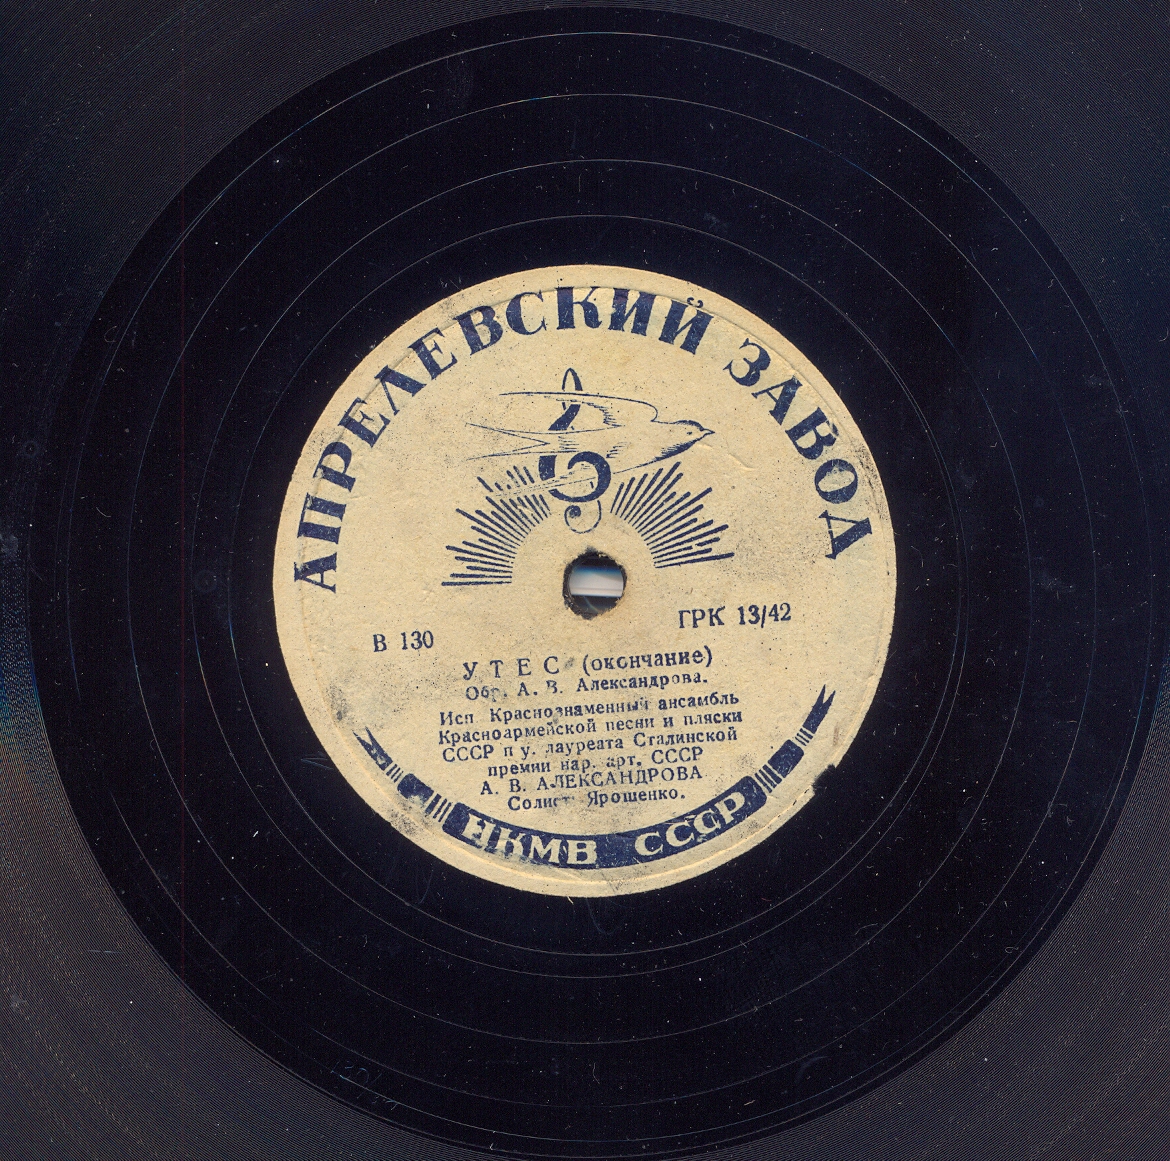 АПРЕЛЕВСКИЙ ЗАВОД
В 130
ГРК 13/42
УТЕС (окончание)
Обр. А. В. Александрова.
Исп Краснознаменный ансамбль
Красноармейской песни и пляски
СССР п у. лауреата Сталинской
премии нар. арт. СССР
А. В. АЛЕКСАНДРОВА
Солист Ярошенко.
НКМВ СССР